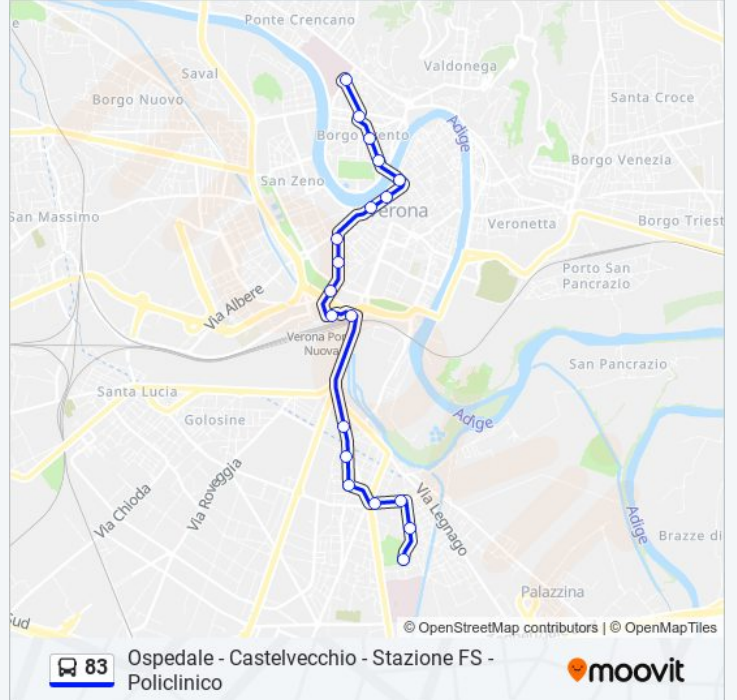 Ponte Crencano
Saval
Valdonega
Borgo Nuovo
Santa Croce
Adige
Borgo
San Zeno
Borgo Venezia
San Massimo
Verona
Veronetta
Borgo Triest
Porto San
Pancrazio
Via Albere
Verona
Nuova
San Pancrazio
Santa Lucia
Golosine
Adige
Via Roveggia
Via Chioda
Via Legnago
Adige
Brazze di
Palazzina
Sud
© OpenStreetMap contributors | © OpenMapTiles
83
Ospedale - Castelvecchio - Stazione FS -
Policlinico
moovit